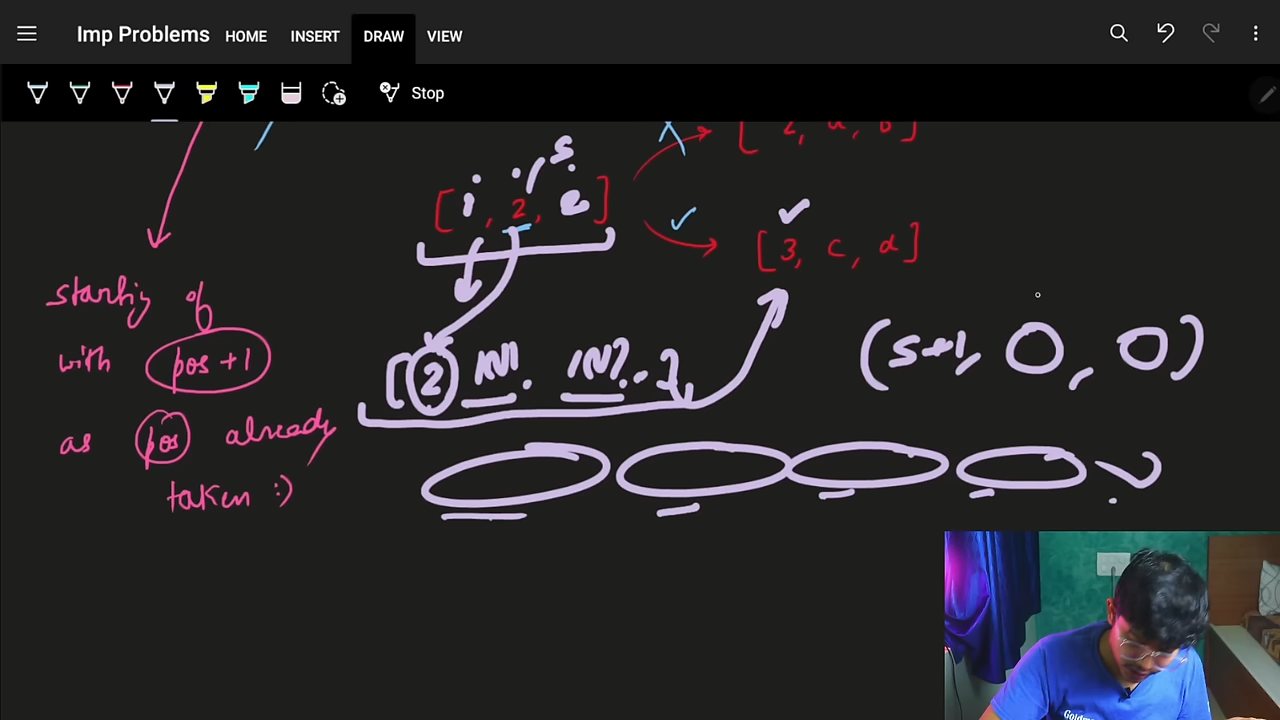 Imp Problems HOME INSERT DRAW VIEW
Stop
[2, a, b]
s
[i, 2, e]
[3, c, d]
starting of
with pos+1
as pos already
taken :)
[2
(s+1, 0, 0)